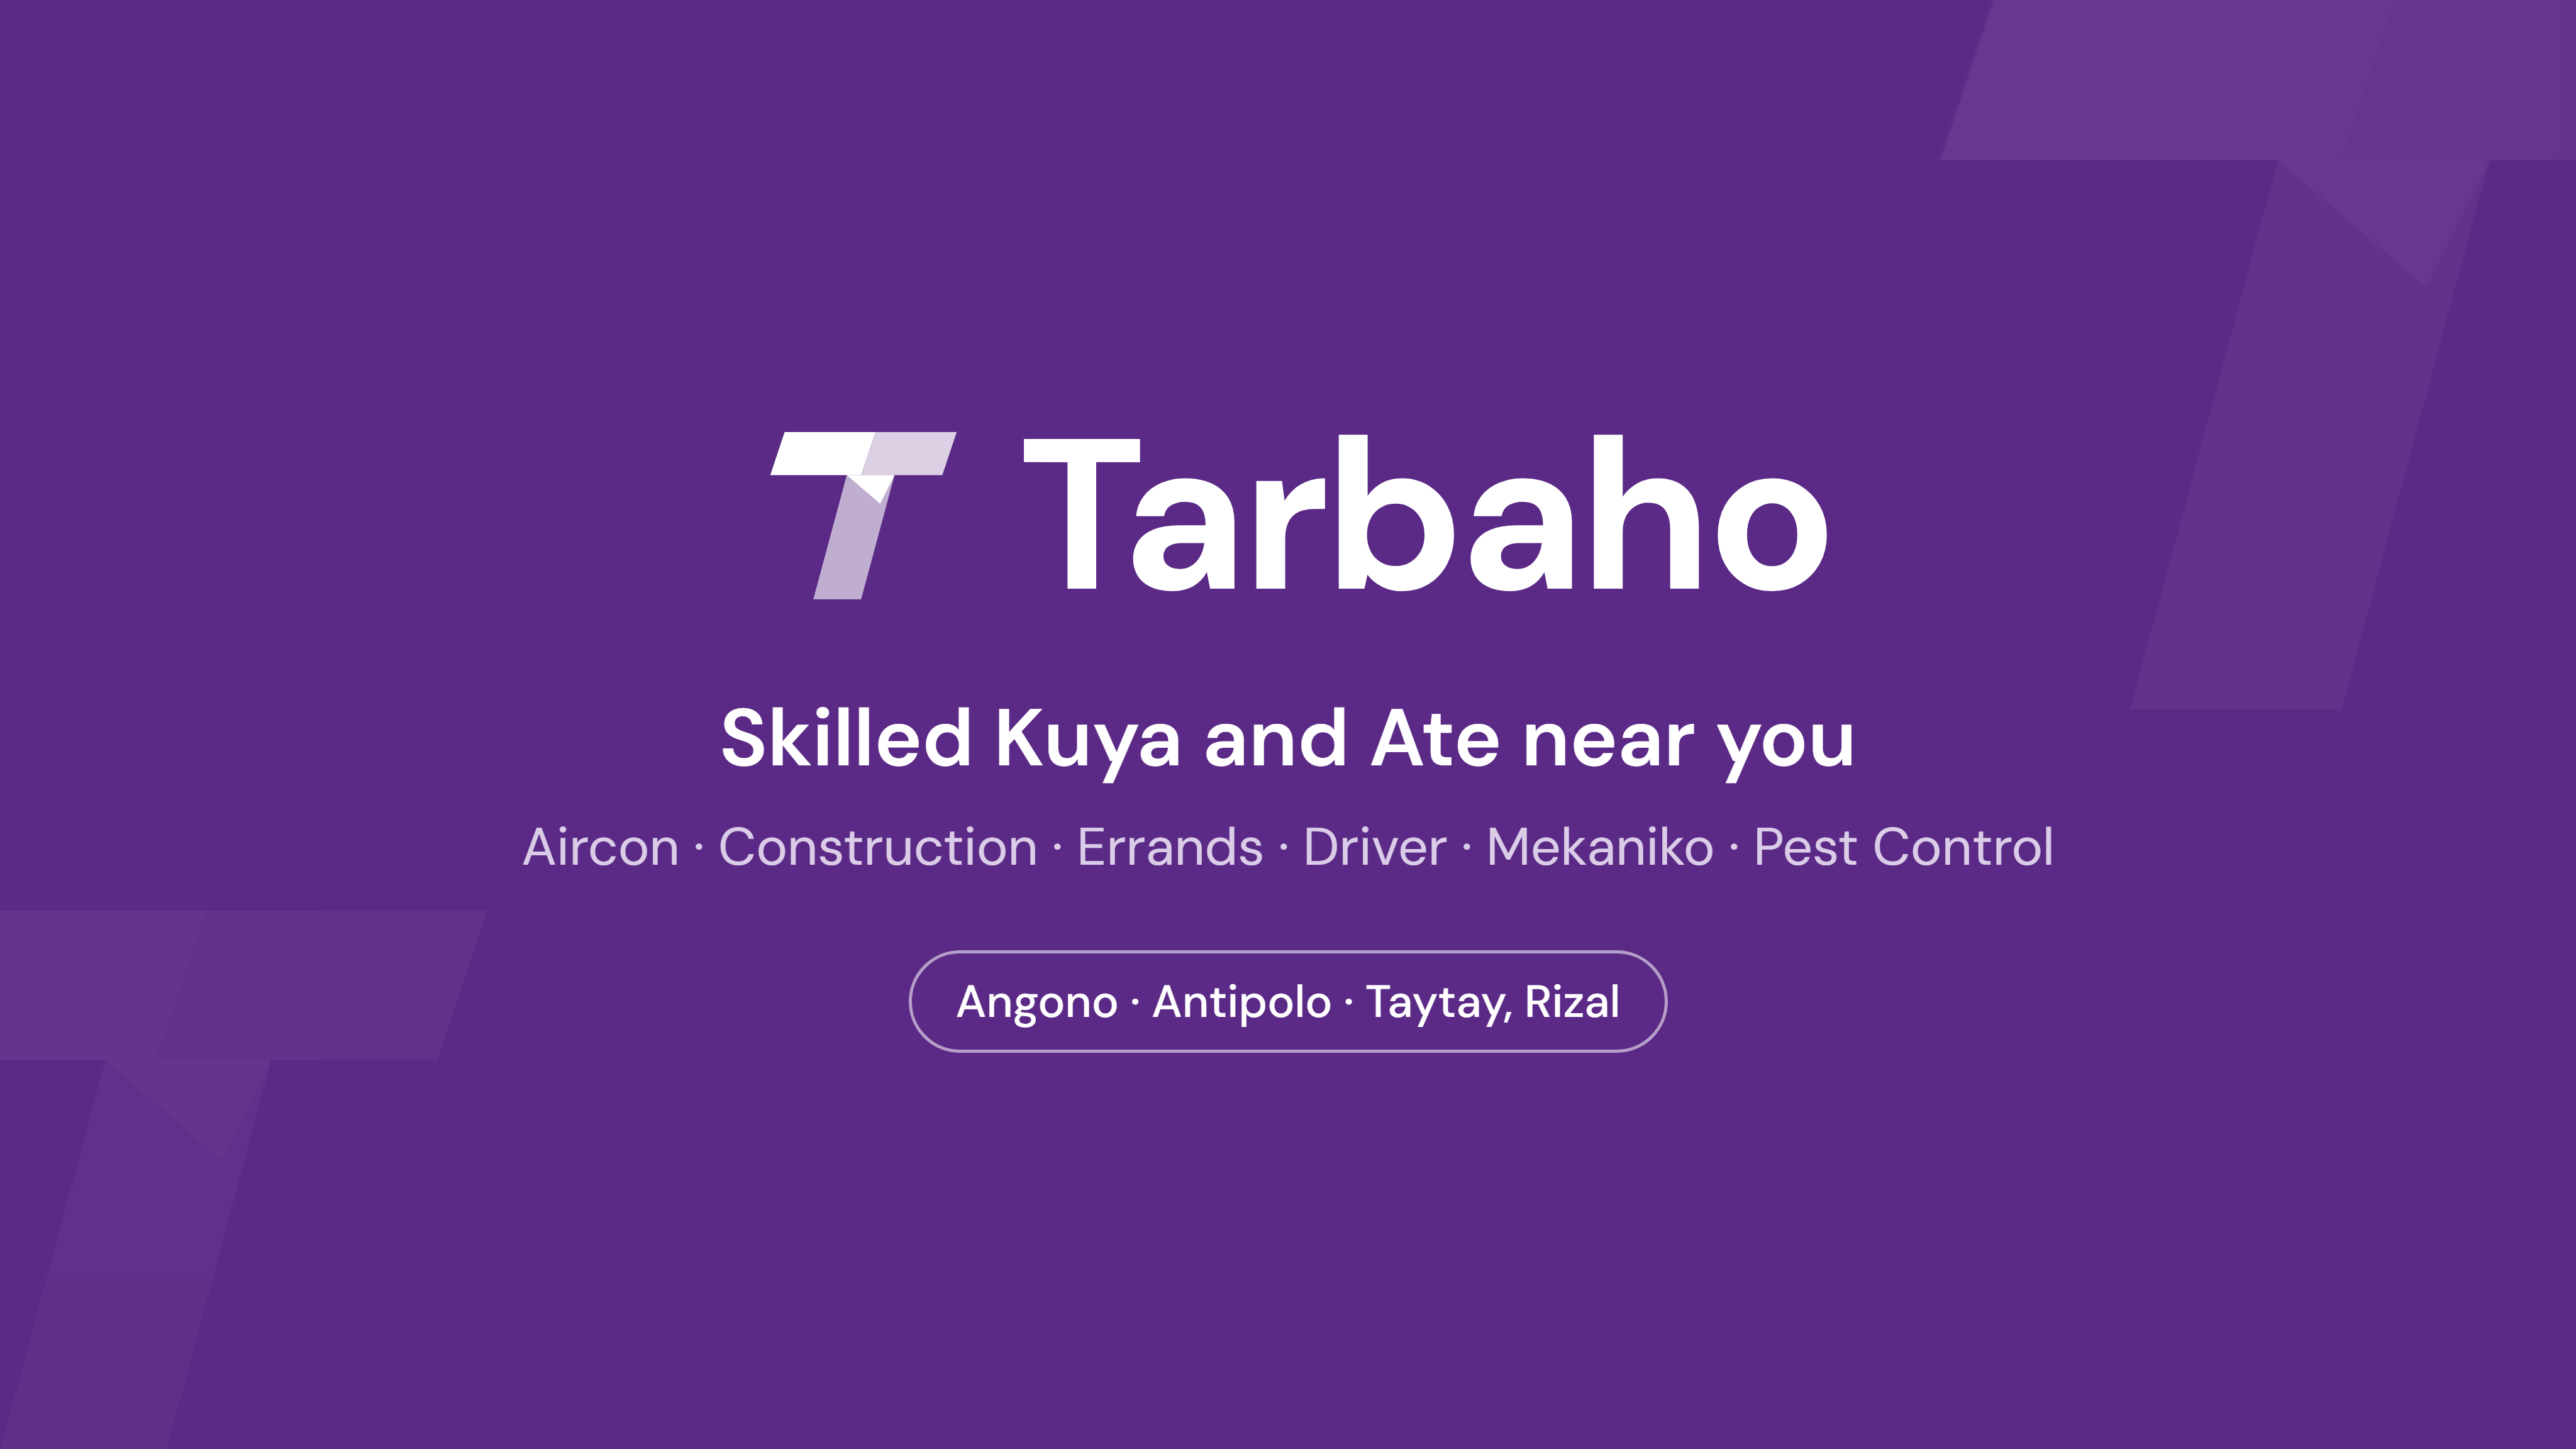 Tarbaho
Skilled Kuya and Ate near you
Aircon · Construction · Errands · Driver · Mekaniko · Pest Control
Angono · Antipolo · Taytay, Rizal